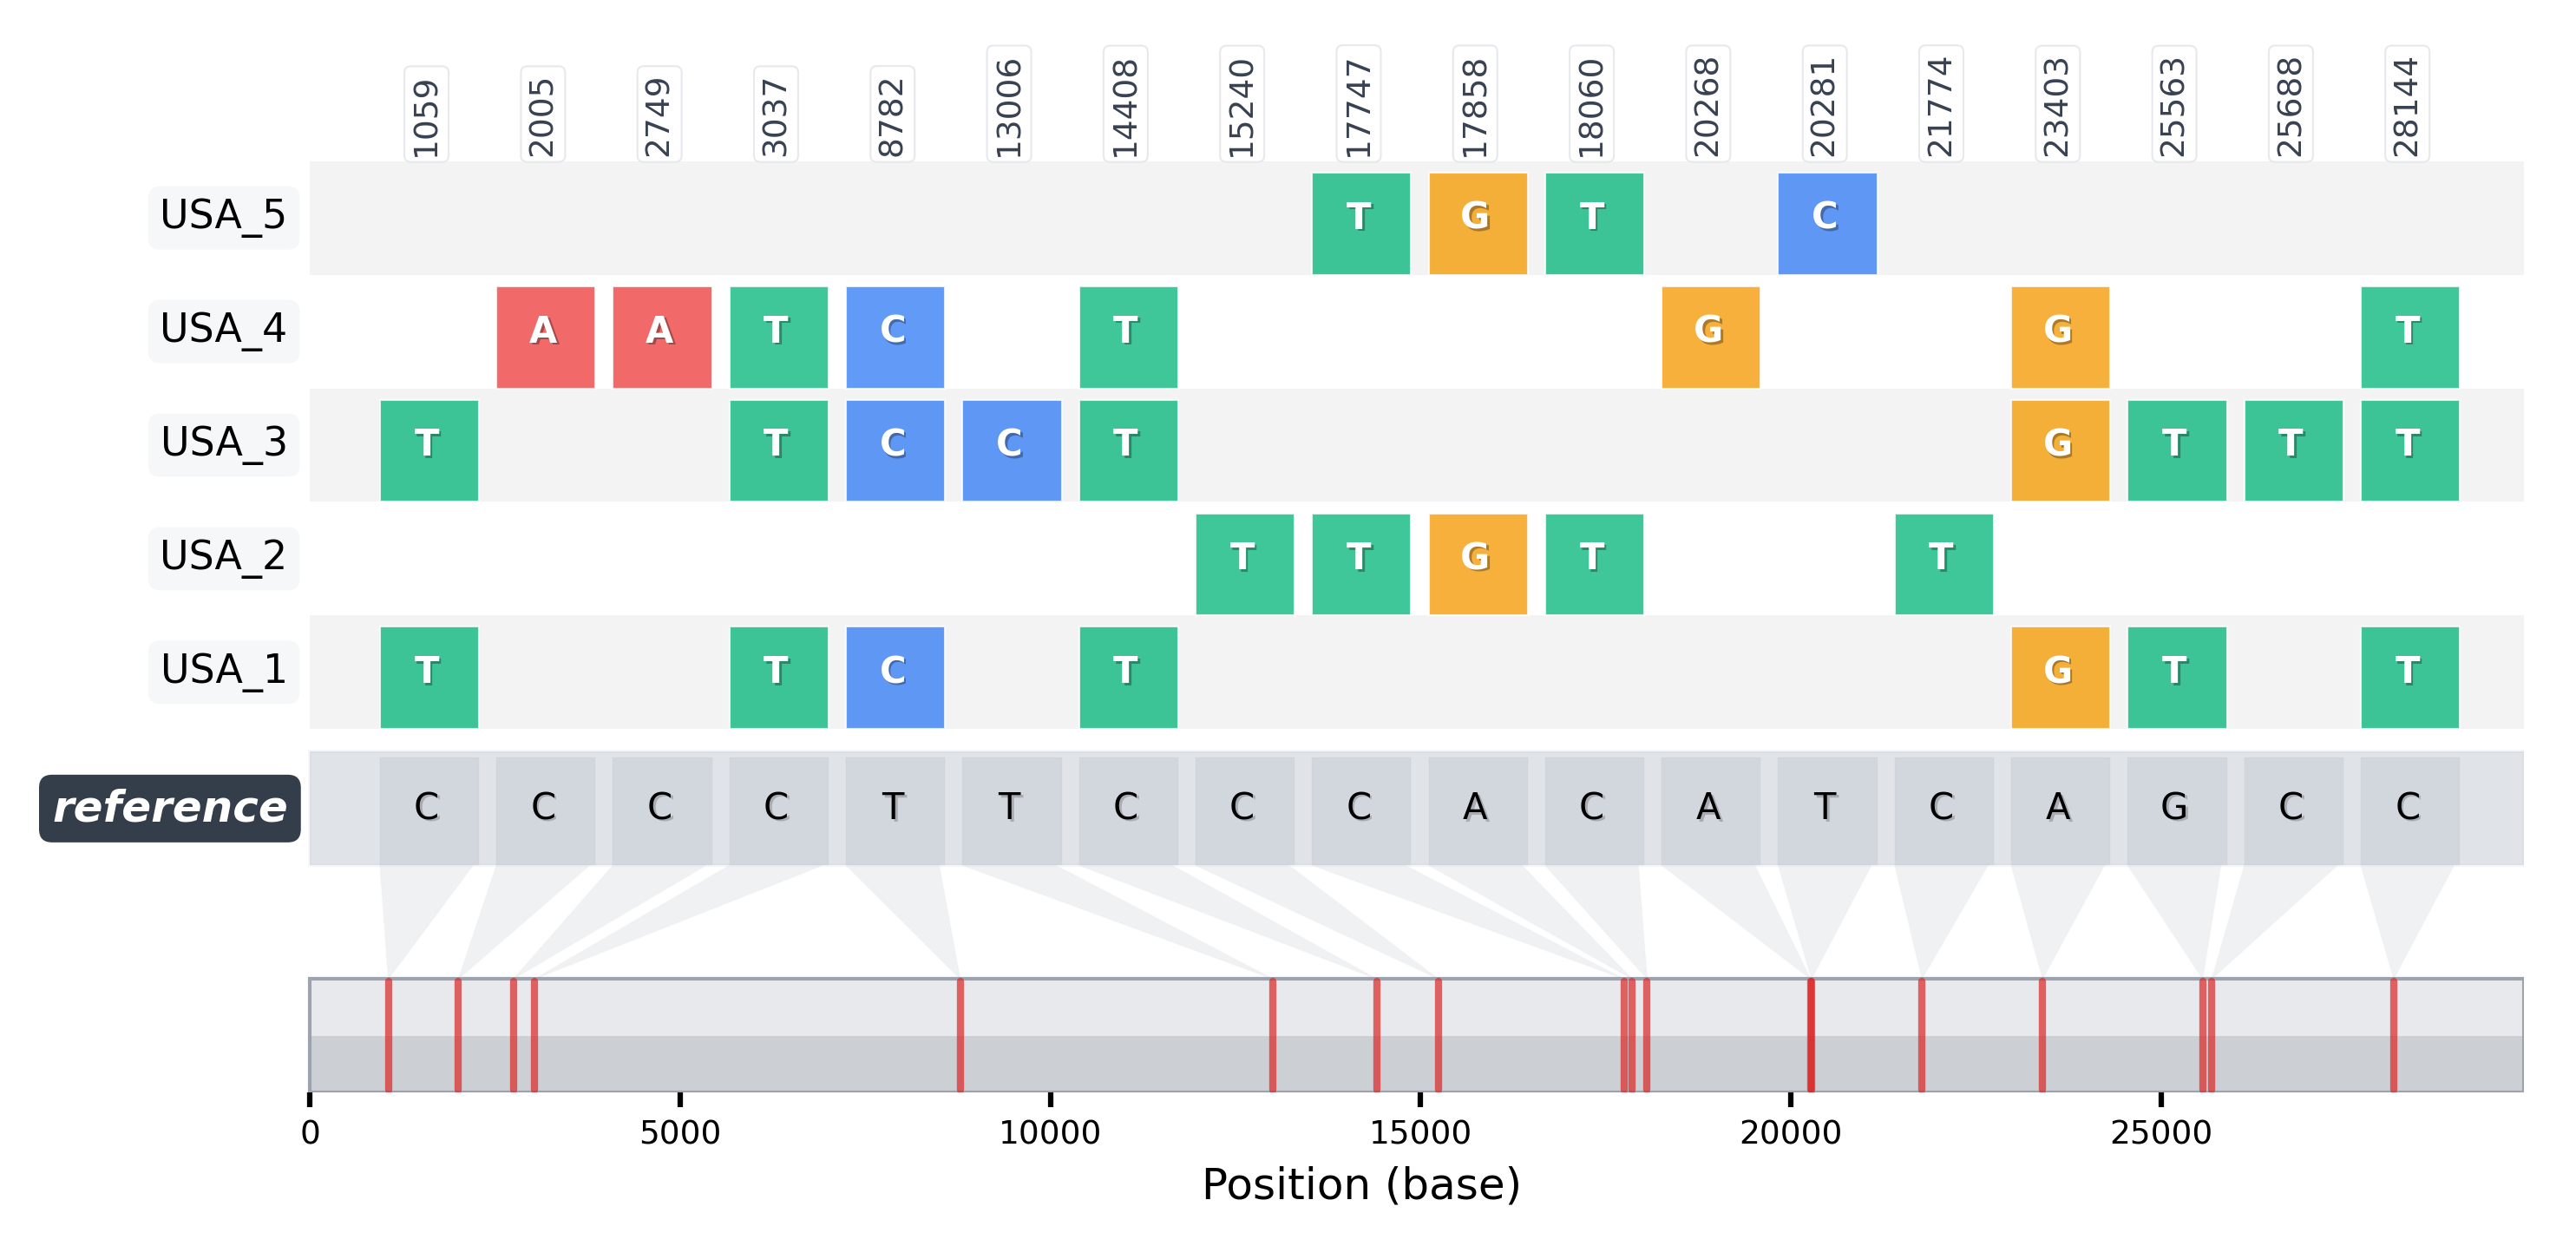 1059 2005 27749 3037 8782 13006 14408 15240 17747 17858 18060 20268 20281 21774 23403 25563 25688 28144
USA_5 T G T C
USA_4 A A T C T G G T
USA_3 T T C C T G T T T
USA_2 T T G T T
USA_1 T T C T G T T
reference C C C C T T C C C A C A T C A G C C
0 5000 10000 15000 20000 25000
Position (base)